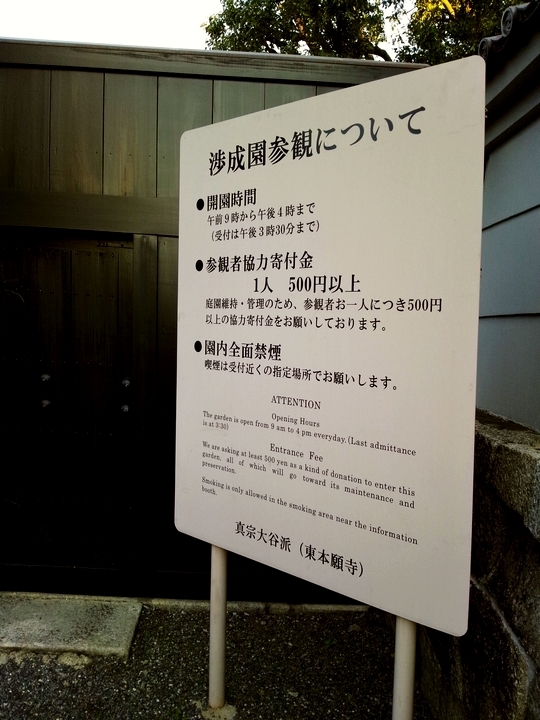 渉成園参観について
●開園時間
午前9時から午後4時まで
(受付は午後3時30分まで)
●参観者協力寄付金
1人 500円以上
庭園維持・管理のため、参観者お一人につき500円
以上の協力寄付金をお願いしております。
●園内全面禁煙
喫煙は受付近くの指定場所でお願いします。
ATTENTION
Opening Hours
The garden is open from 9 am to 4 pm everyday. (Last admittance
is at 3:30)
Entrance Fee
We are asking at least 500 yen as a kind of donation to enter this
garden, all of which will go toward its maintenance and
preservation.
Smoking is only allowed in the smoking area near the information
booth.
真宗大谷派(東本願寺)